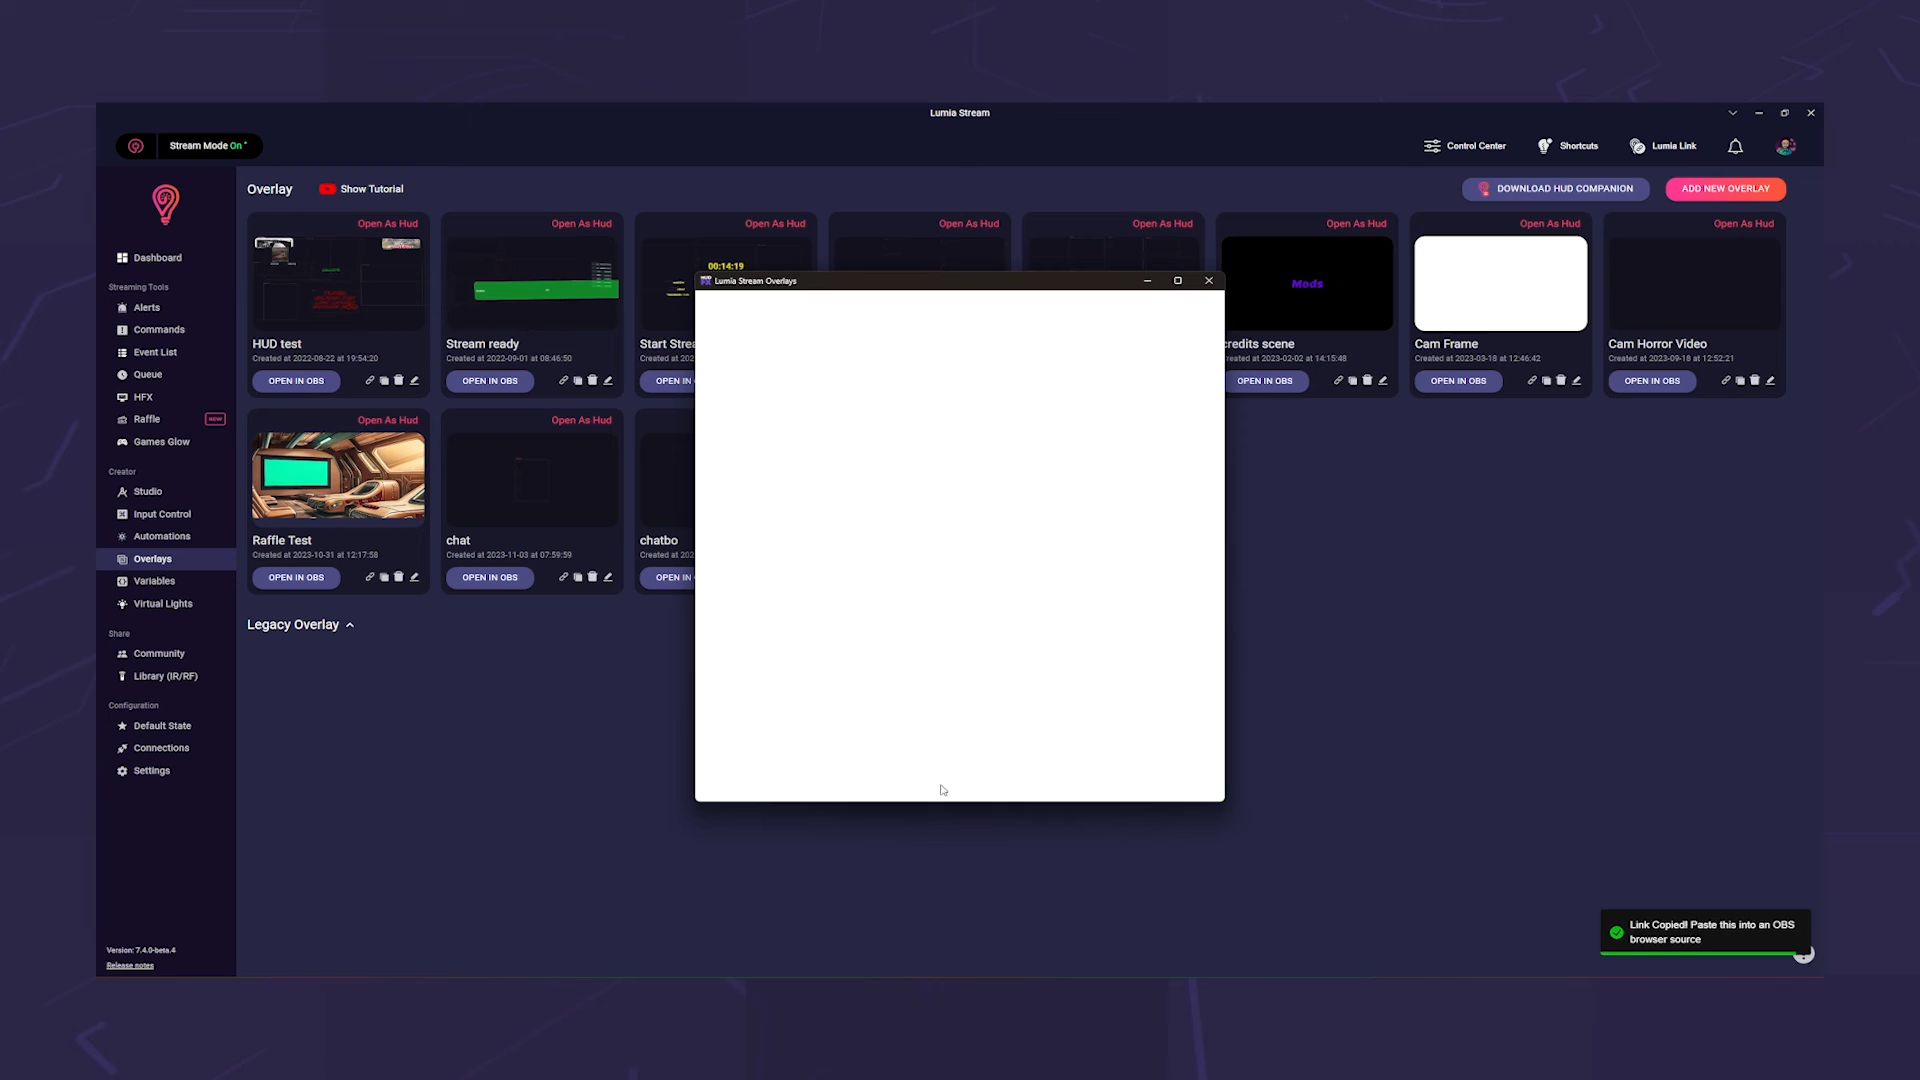 Lumia Stream
Stream Mode On
Control Center
Shortcuts
Lumia Link
Overlay
Show Tutorial
DOWNLOAD HUD COMPANION
ADD NEW OVERLAY
Dashboard
Streaming Tools
Alerts
Commands
Event List
Queue
HFX
Raffle
NEW
Games Glow
Creator
Studio
Input Control
Automations
Overlays
Variables
Virtual Lights
Share
Community
Library (IR/RF)
Configuration
Default State
Connections
Settings
Version: 7.4.0-beta.4
Release notes
Open As Hud
Open As Hud
Open As Hud
Open As Hud
Open As Hud
Open As Hud
Open As Hud
Open As Hud
00:14:19
Mods
HUD test
Created at 2022-08-22 at 19:54:20
OPEN IN OBS
Stream ready
Created at 2022-09-01 at 08:46:50
OPEN IN OBS
Start Strea
Created at 202
OPEN IN
credits scene
reated at 2023-02-02 at 14:15:48
OPEN IN OBS
Cam Frame
Created at 2023-03-18 at 12:46:42
OPEN IN OBS
Cam Horror Video
Created at 2023-09-18 at 12:52:21
OPEN IN OBS
Lumia Stream Overlays
Open As Hud
Open As Hud
Raffle Test
Created at 2023-10-31 at 12:17:58
OPEN IN OBS
chat
Created at 2023-11-03 at 07:59:59
OPEN IN OBS
chatbo
Created at 202
OPEN IN
Legacy Overlay
Link Copied! Paste this into an OBS
browser source